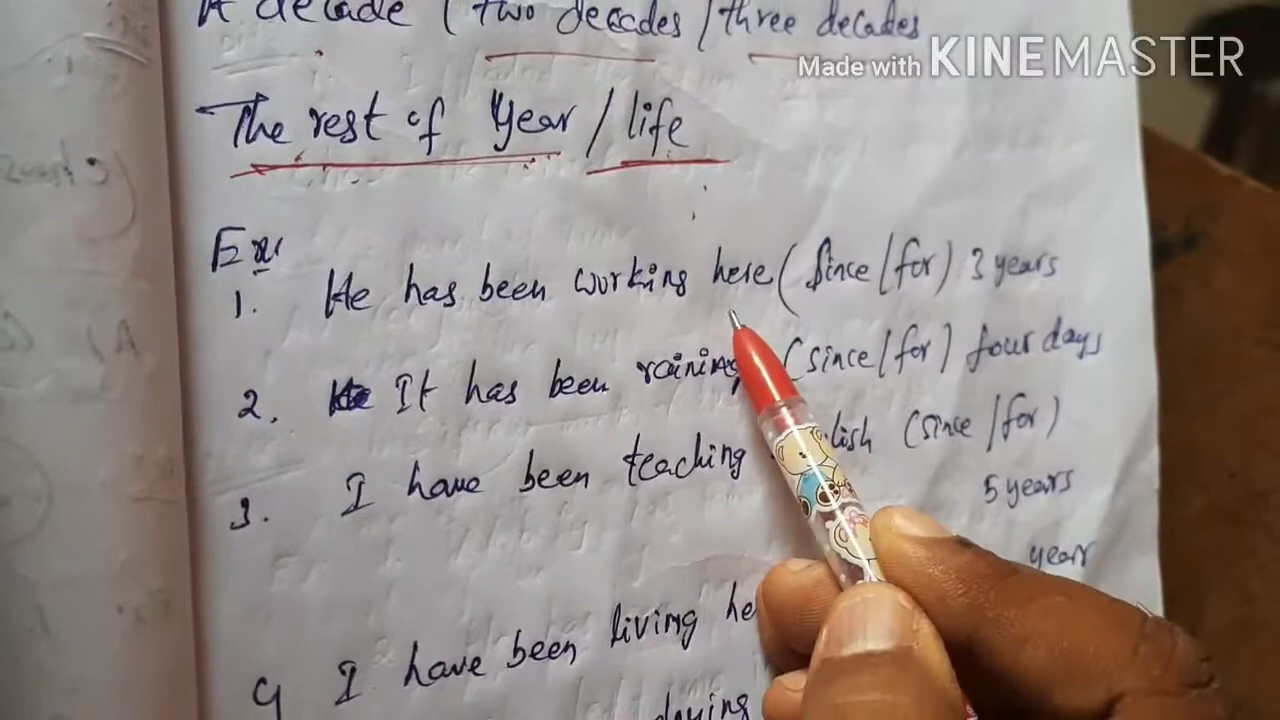 A decade / two decades / three decades
Made with KINEMASTER
The rest of Year / life
Ex:
1. He has been working here (Since/for) 3 years
2. It has been raining (since/for) four days
3. I have been teaching lish (since/for)
5 years
year
4 I have been living he